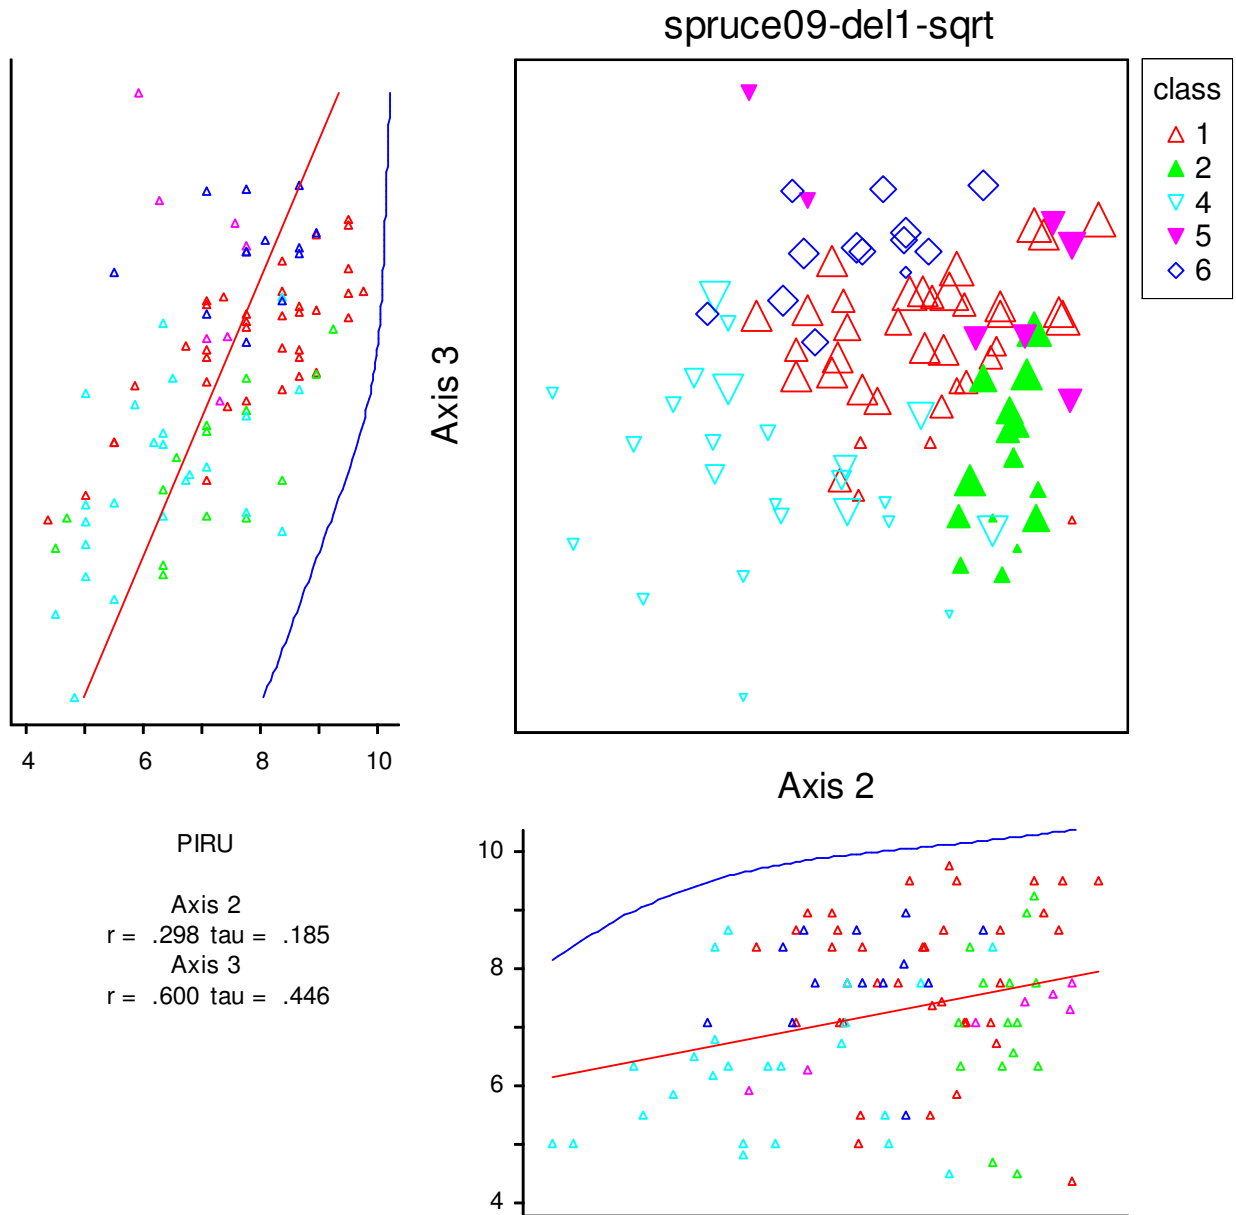 spruce09-del1-sqrt
class
1
2
4
5
6
Axis 3
4 6 8 10
Axis 2
PIRU
Axis 2
r = .298 tau = .185
Axis 3
r = .600 tau = .446
10
8
6
4